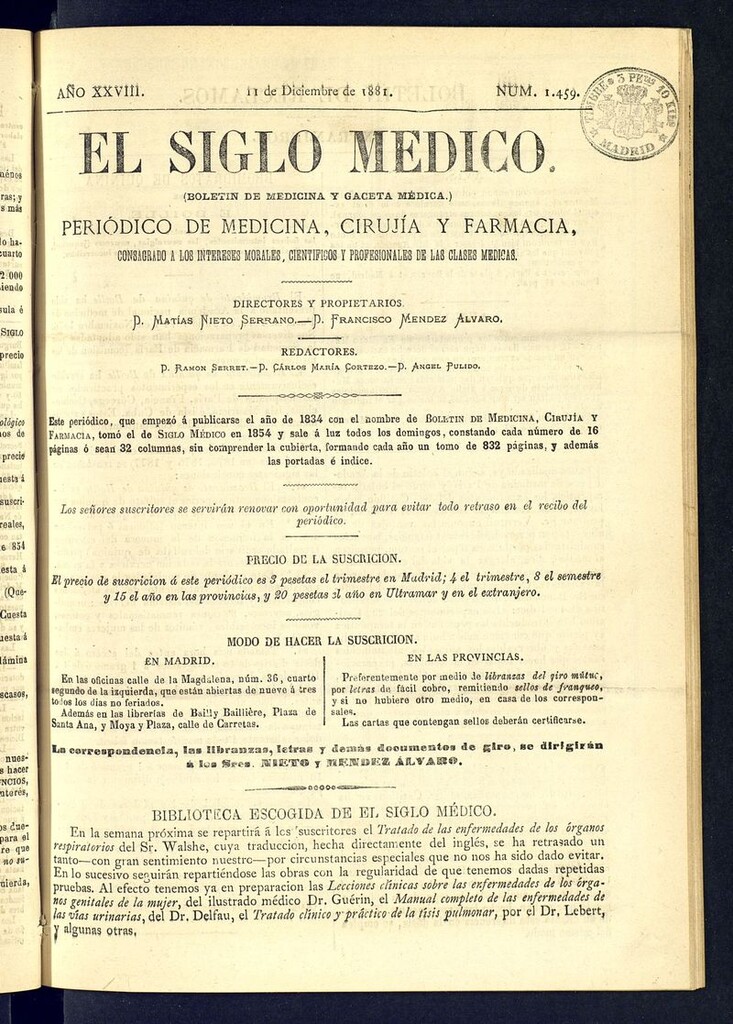 AÑO XXVIII. 11 de Diciembre de 1881. NUM. 1.459.
TIMBRE 3 PETAS 10 KILS
MADRID
EL SIGLO MEDICO.
(BOLETIN DE MEDICINA Y GACETA MÉDICA.)
PERIÓDICO DE MEDICINA, CIRUJÍA Y FARMACIA,
CONSAGRADO A LOS INTERESES MORALES, CIENTIFICOS Y PROFESIONALES DE LAS CLASES MEDICAS.
DIRECTORES Y PROPIETARIOS.
D. MATÍAS NIETO SERRANO.—D. FRANCISCO MENDEZ ALVARO.
REDACTORES.
D. RAMON SERRET.—D. CÁRLOS MARÍA CORTEZO.—D. ANGEL PULIDO.
Este periódico, que empezó á publicarse el año de 1834 con el nombre de BOLETIN DE MEDICINA, CIRUJÍA Y
FARMACIA, tomó el de SIGLO MÉDICO en 1854 y sale á luz todos los domingos, constando cada número de 16
páginas ó sean 32 columnas, sin comprender la cubierta, formando cada año un tomo de 832 páginas, y además
las portadas é índice.
Los señores suscritores se servirán renovar con oportunidad para evitar todo retraso en el recibo del
periódico.
PRECIO DE LA SUSCRICION.
El precio de suscricion á este periódico es 3 pesetas el trimestre en Madrid; 4 el trimestre, 8 el semestre
y 15 el año en las provincias, y 20 pesetas el año en Ultramar y en el extranjero.
MODO DE HACER LA SUSCRICION.
EN MADRID.
En las oficinas calle de la Magdalena, núm. 36, cuarto
segundo de la izquierda, que están abiertas de nueve á tres
todos los dias no feriados.
Además en las librerías de Bailly Baillière, Plaza de
Santa Ana, y Moya y Plaza, calle de Carretas.
EN LAS PROVINCIAS.
Preferentemente por medio de libranzas del giro mútuo,
por letras de fácil cobro, remitiendo sellos de franqueo,
y si no hubiere otro medio, en casa de los correspon-
sales.
Las cartas que contengan sellos deberán certificarse.
La correspondencia, las libranzas, letras y demás documentos de giro, se dirigirán
á los Sres. NIETO y MENDEZ ALVARO.
BIBLIOTECA ESCOGIDA DE EL SIGLO MÉDICO.
En la semana próxima se repartirá á los suscritores el Tratado de las enfermedades de los órganos
respiratorios del Sr. Walshe, cuya traduccion, hecha directamente del inglés, se ha retrasado un
tanto—con gran sentimiento nuestro—por circunstancias especiales que no nos ha sido dado evitar.
En lo sucesivo seguirán repartiéndose las obras con la regularidad de que tenemos dadas repetidas
pruebas. Al efecto tenemos ya en preparacion las Lecciones clínicas sobre las enfermedades de los órga-
nos genitales de la mujer, del ilustrado médico Dr. Guérin, el Manual completo de las enfermedades de
las vías urinarias, del Dr. Delfau, el Tratado clínico y práctico de la tisis pulmonar, por el Dr. Lebert,
y algunas otras,